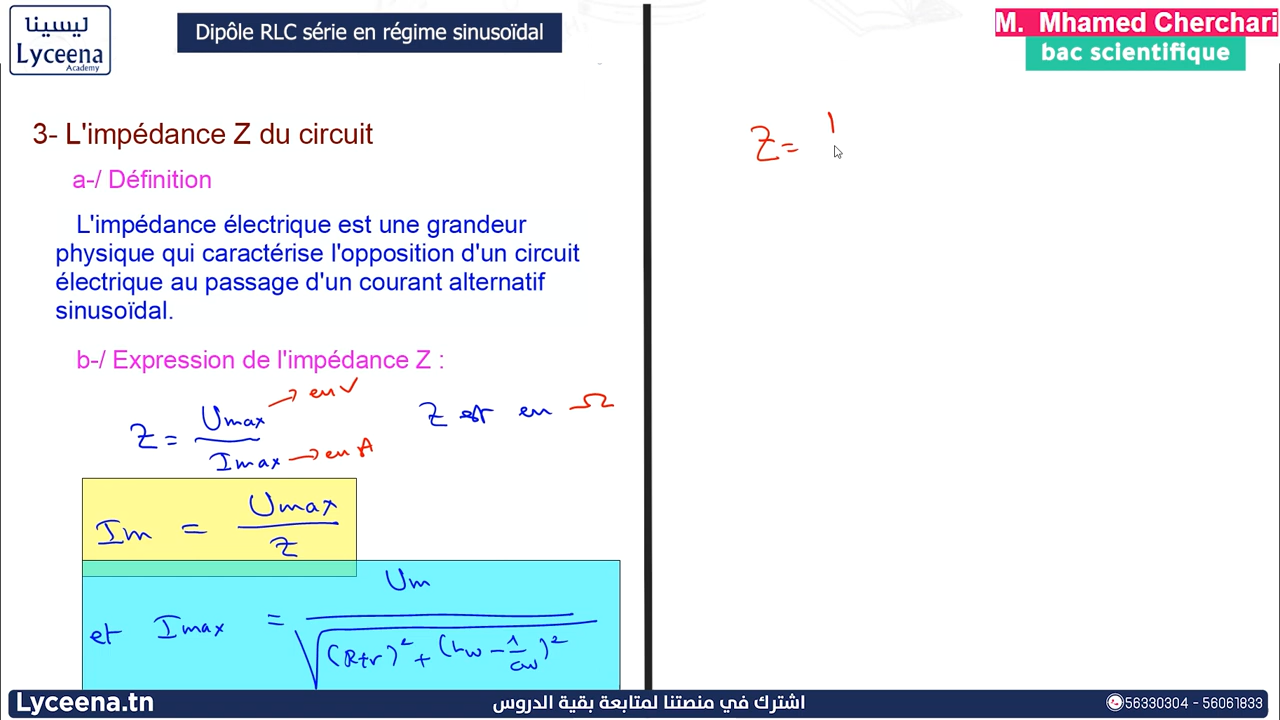 ليسينا
Lyceena
Academy
Dipôle RLC série en régime sinusoïdal
M. Mhamed Cherchari
bac scientifique
3- L'impédance Z du circuit
a-/ Définition
L'impédance électrique est une grandeur
physique qui caractérise l'opposition d'un circuit
électrique au passage d'un courant alternatif
sinusoïdal.
b-/ Expression de l'impédance Z :
Z = Umax / Imax
→ en V
→ en A
Z est en Ω
Im = Umax / Z
et Imax = Um / √((R+r)² + (Lω - 1/cω)²)
Z = 1
Lyceena.tn
اشترك في منصتنا لمتابعة بقية الدروس
56330304 - 56061833